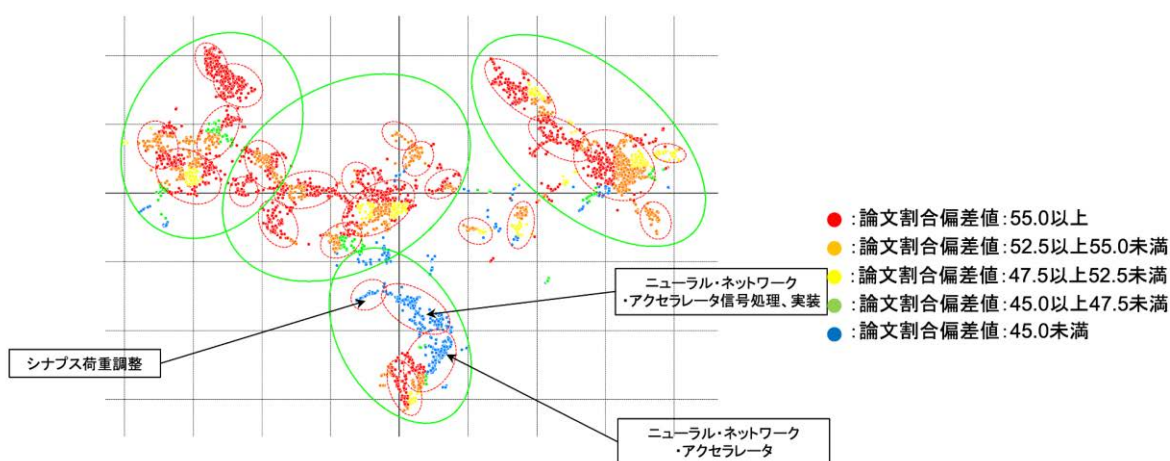 ● :論文割合偏差値:55.0以上
● :論文割合偏差値:52.5以上55.0未満
● :論文割合偏差値:47.5以上52.5未満
● :論文割合偏差値:45.0以上47.5未満
● :論文割合偏差値:45.0未満
ニューラル・ネットワーク
・アクセラレータ信号処理、実装
シナプス荷重調整
ニューラル・ネットワーク
・アクセラレータ